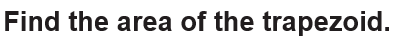 Find the area of the trapezoid.